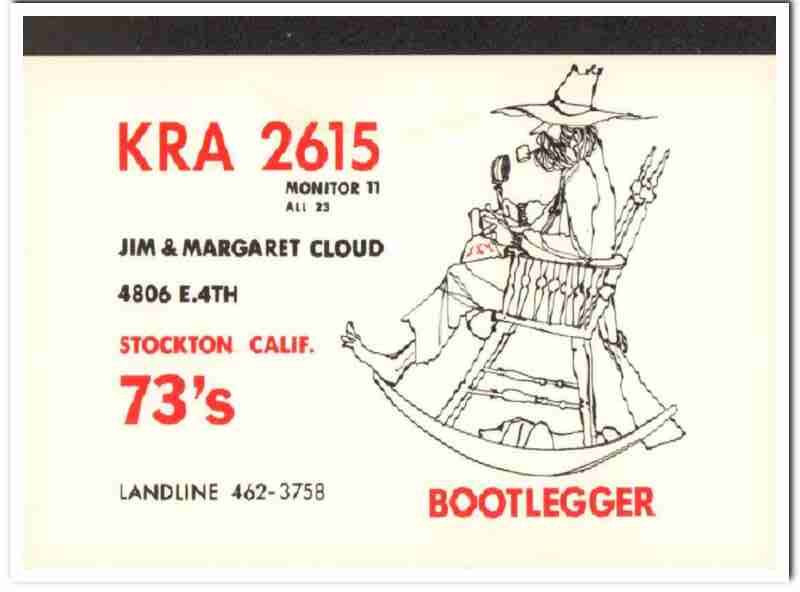 KRA 2615
MONITOR 11
ALL 23
JIM & MARGARET CLOUD
4806 E.4TH
STOCKTON CALIF.
73's
LANDLINE 462-3758
BOOTLEGGER